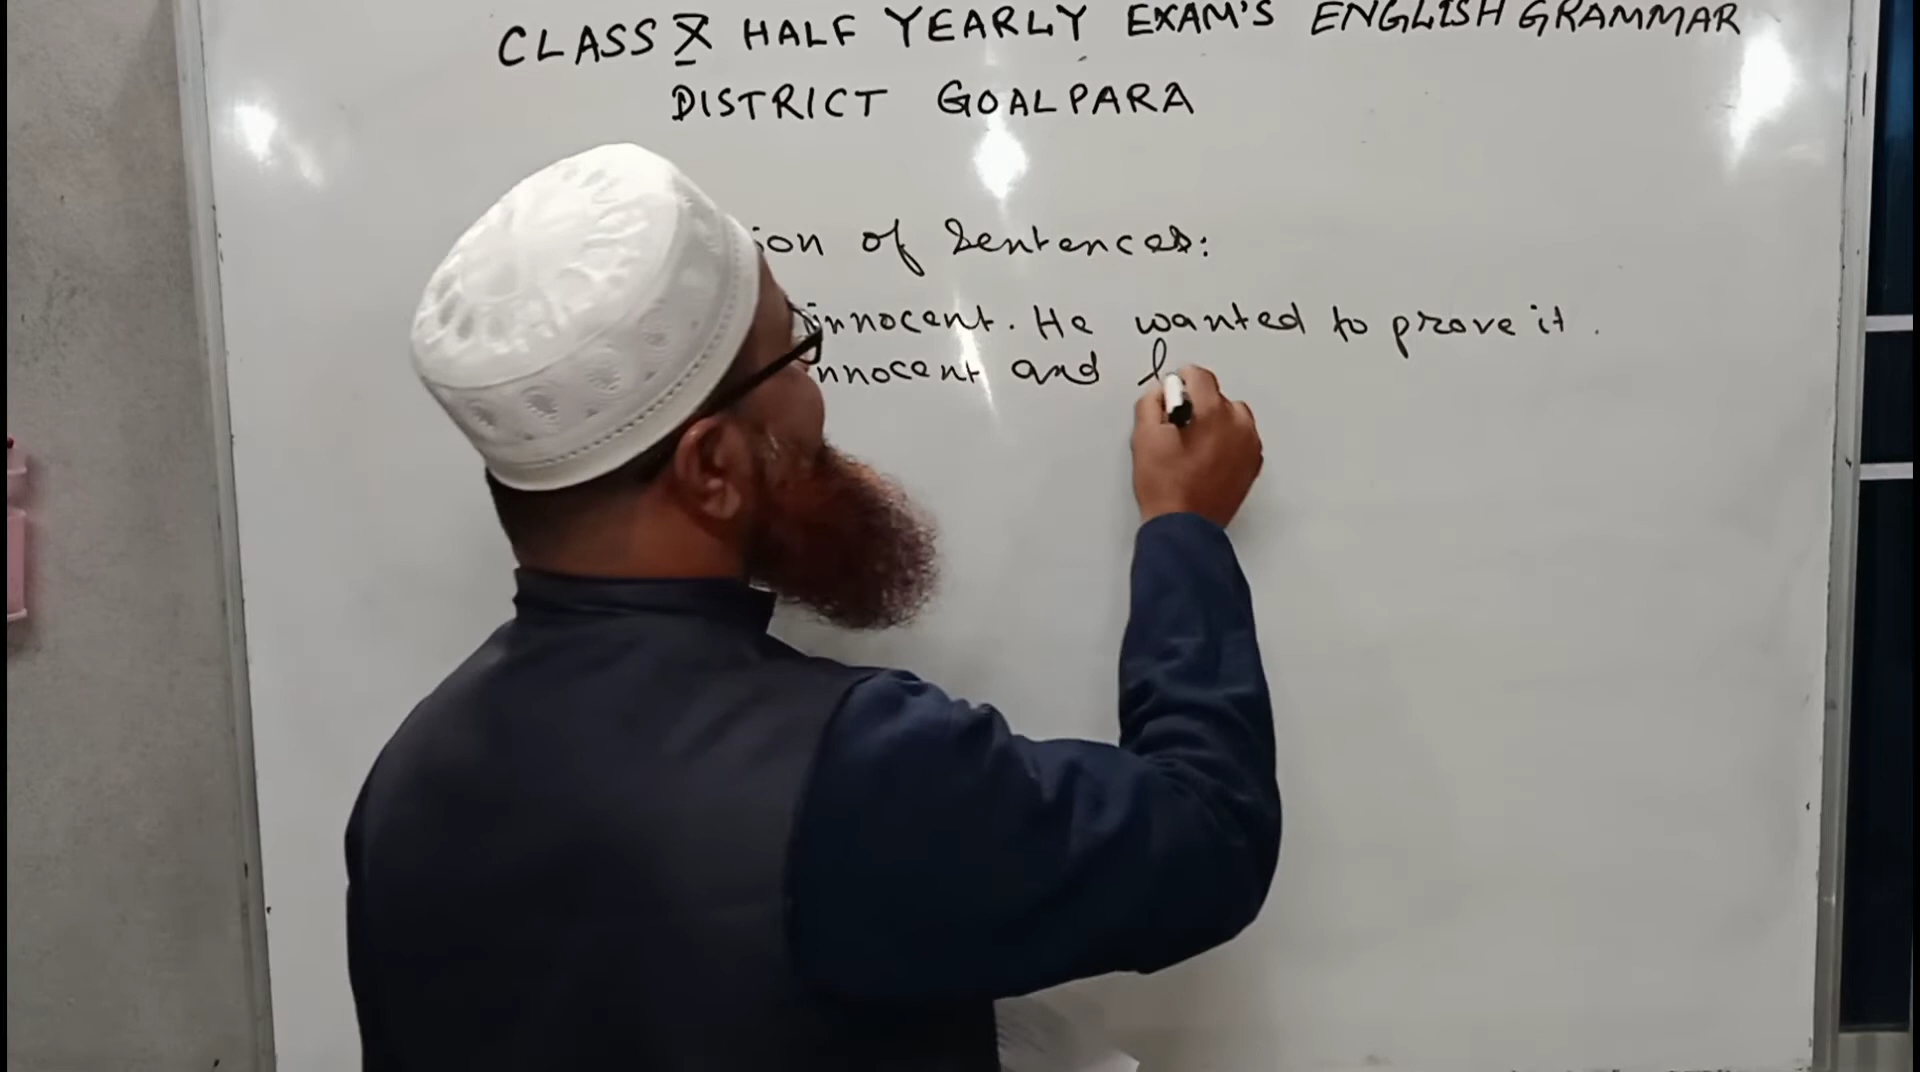 CLASS X HALF YEARLY EXAM'S ENGLISH GRAMMAR
DISTRICT GOALPARA
ion of Sentences:
innocent. He wanted to prove it.
nnocent and h